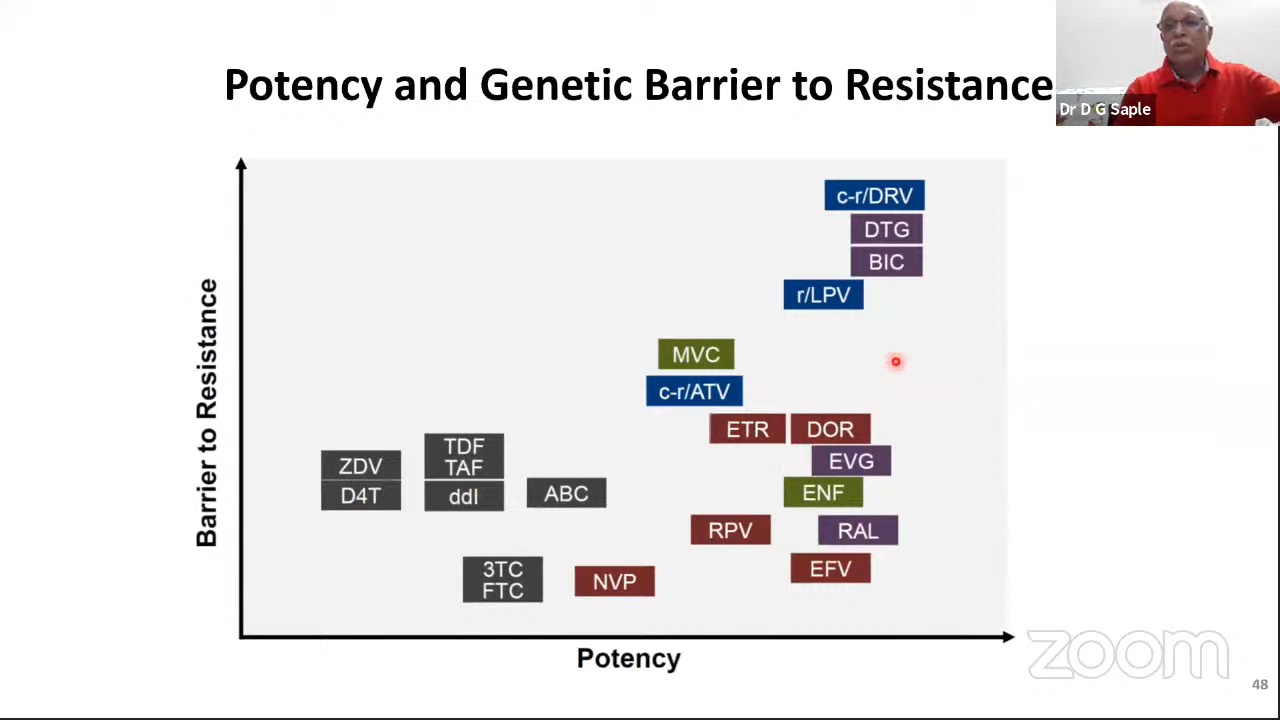 Potency and Genetic Barrier to Resistance
Dr D G Saple
Barrier to Resistance
c-r/DRV
DTG
BIC
r/LPV
MVC
c-r/ATV
ETR DOR
EVG
ENF
ZDV
D4T
TDF
TAF
ddI
ABC
RPV RAL
EFV
3TC
FTC
NVP
Potency
zoom
48